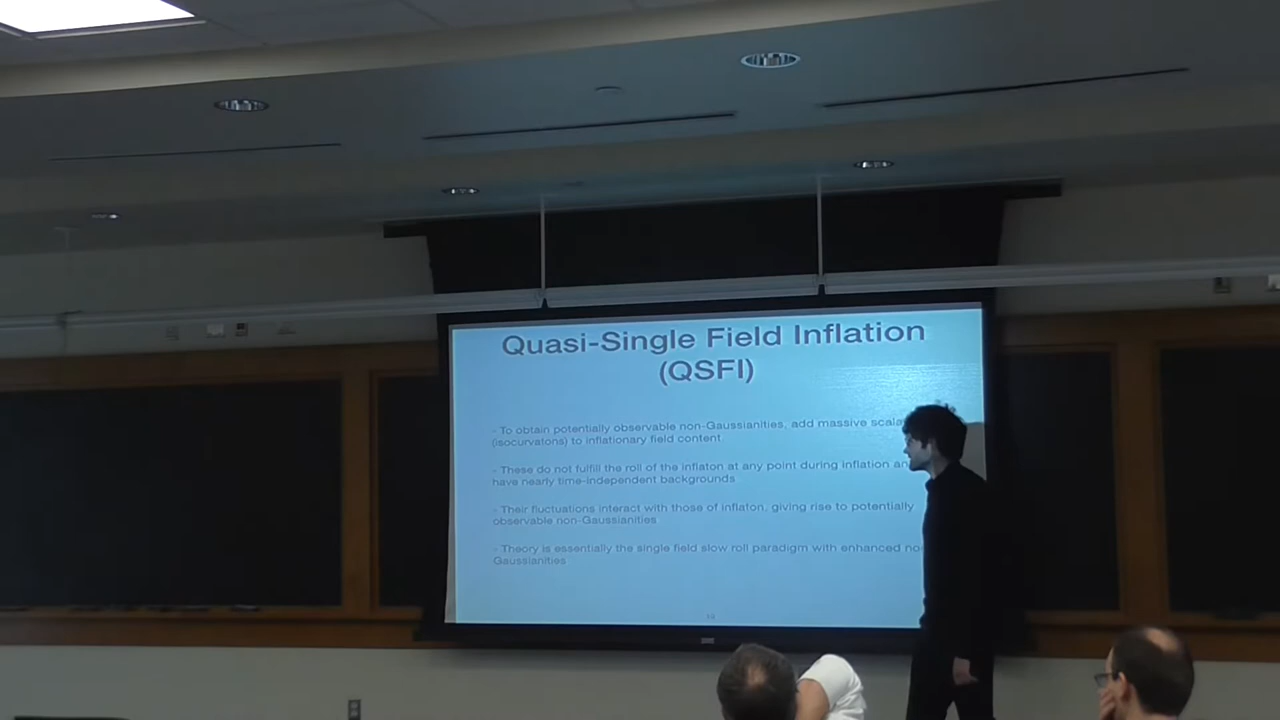 Quasi-Single Field Inflation
(QSFI)
- To obtain potentially observable non-Gaussianities, add massive scala
(isocurvatons) to inflationary field content
- These do not fulfill the roll of the inflaton at any point during inflation an
have nearly time-independent backgrounds
- Their fluctuations interact with those of inflaton, giving rise to potentially
observable non-Gaussianities
- Theory is essentially the single field slow roll paradigm with enhanced no
Gaussianities